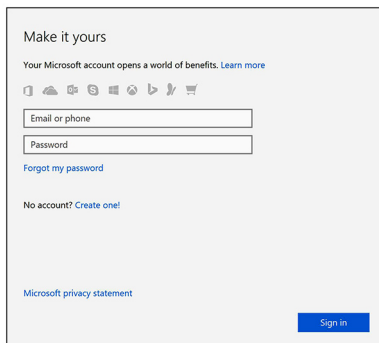 Make it yours
Your Microsoft account opens a world of benefits. Learn more
Email or phone
Password
Forgot my password
No account? Create one!
Microsoft privacy statement
Sign in